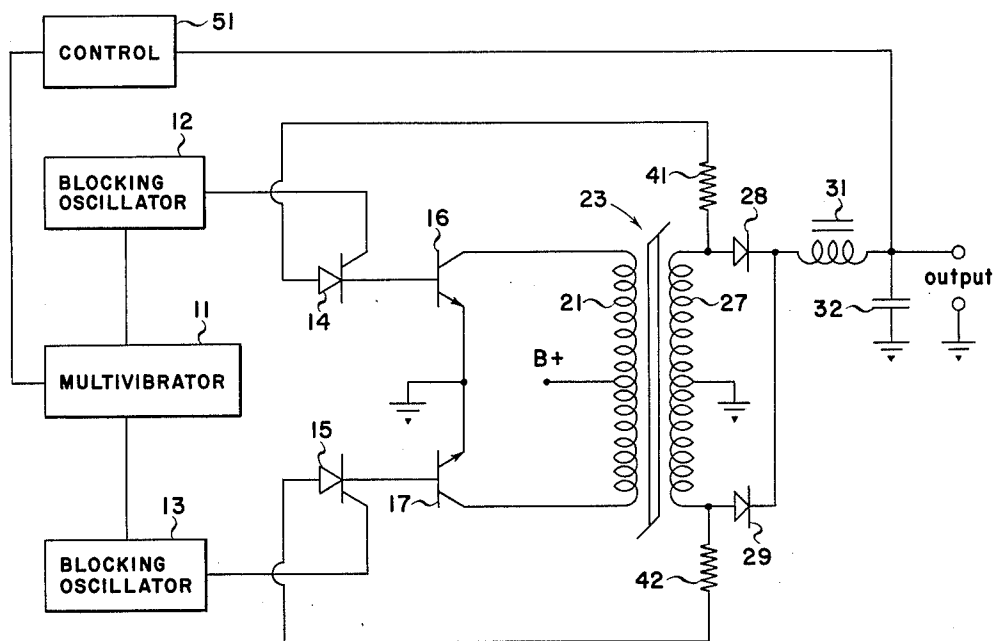 51
CONTROL
12
BLOCKING
OSCILLATOR
41
28
31
16
23
14
21
27
output
32
11
MULTIVIBRATOR
B+
15
17
13
BLOCKING
OSCILLATOR
29
42